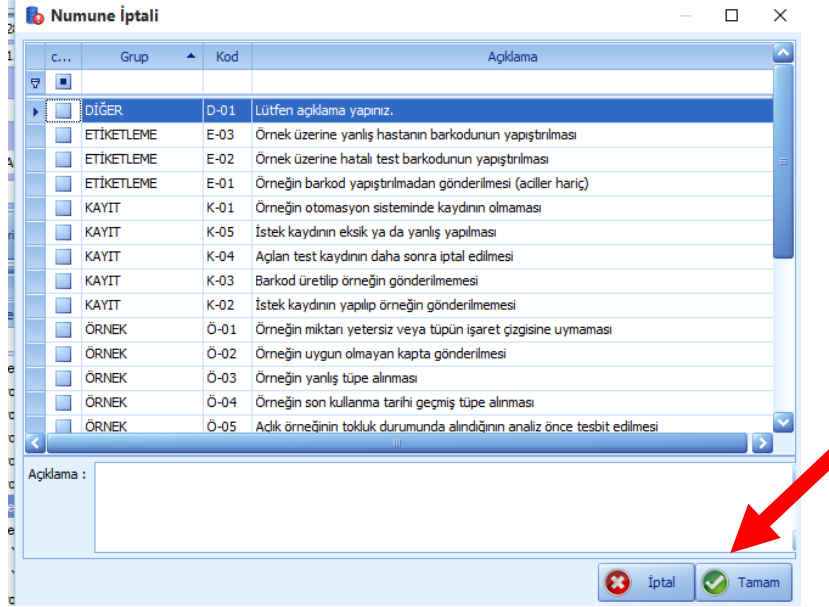 Numune İptali
c... Grup Kod Açıklama
DİĞER D-01 Lütfen açıklama yapınız.
ETİKETLEME E-03 Örnek üzerine yanlış hastanın barkodunun yapıştırılması
ETİKETLEME E-02 Örnek üzerine hatalı test barkodunun yapıştırılması
ETİKETLEME E-01 Örneğin barkod yapıştırılmadan gönderilmesi (aciller hariç)
KAYIT K-01 Örneğin otomasyon sisteminde kaydının olmaması
KAYIT K-05 İstek kaydının eksik ya da yanlış yapılması
KAYIT K-04 Açılan test kaydının daha sonra iptal edilmesi
KAYIT K-03 Barkod üretilip örneğin gönderilmemesi
KAYIT K-02 İstek kaydının yapılıp örneğin gönderilmemesi
ÖRNEK Ö-01 Örneğin miktarı yetersiz veya tüpün işaret çizgisine uymaması
ÖRNEK Ö-02 Örneğin uygun olmayan kapta gönderilmesi
ÖRNEK Ö-03 Örneğin yanlış tüpe alınması
ÖRNEK Ö-04 Örneğin son kullanma tarihi geçmiş tüpe alınması
ÖRNEK Ö-05 Açlık örneğinin tokluk durumunda alındığının analiz önce tesbit edilmesi
Açıklama :
İptal Tamam